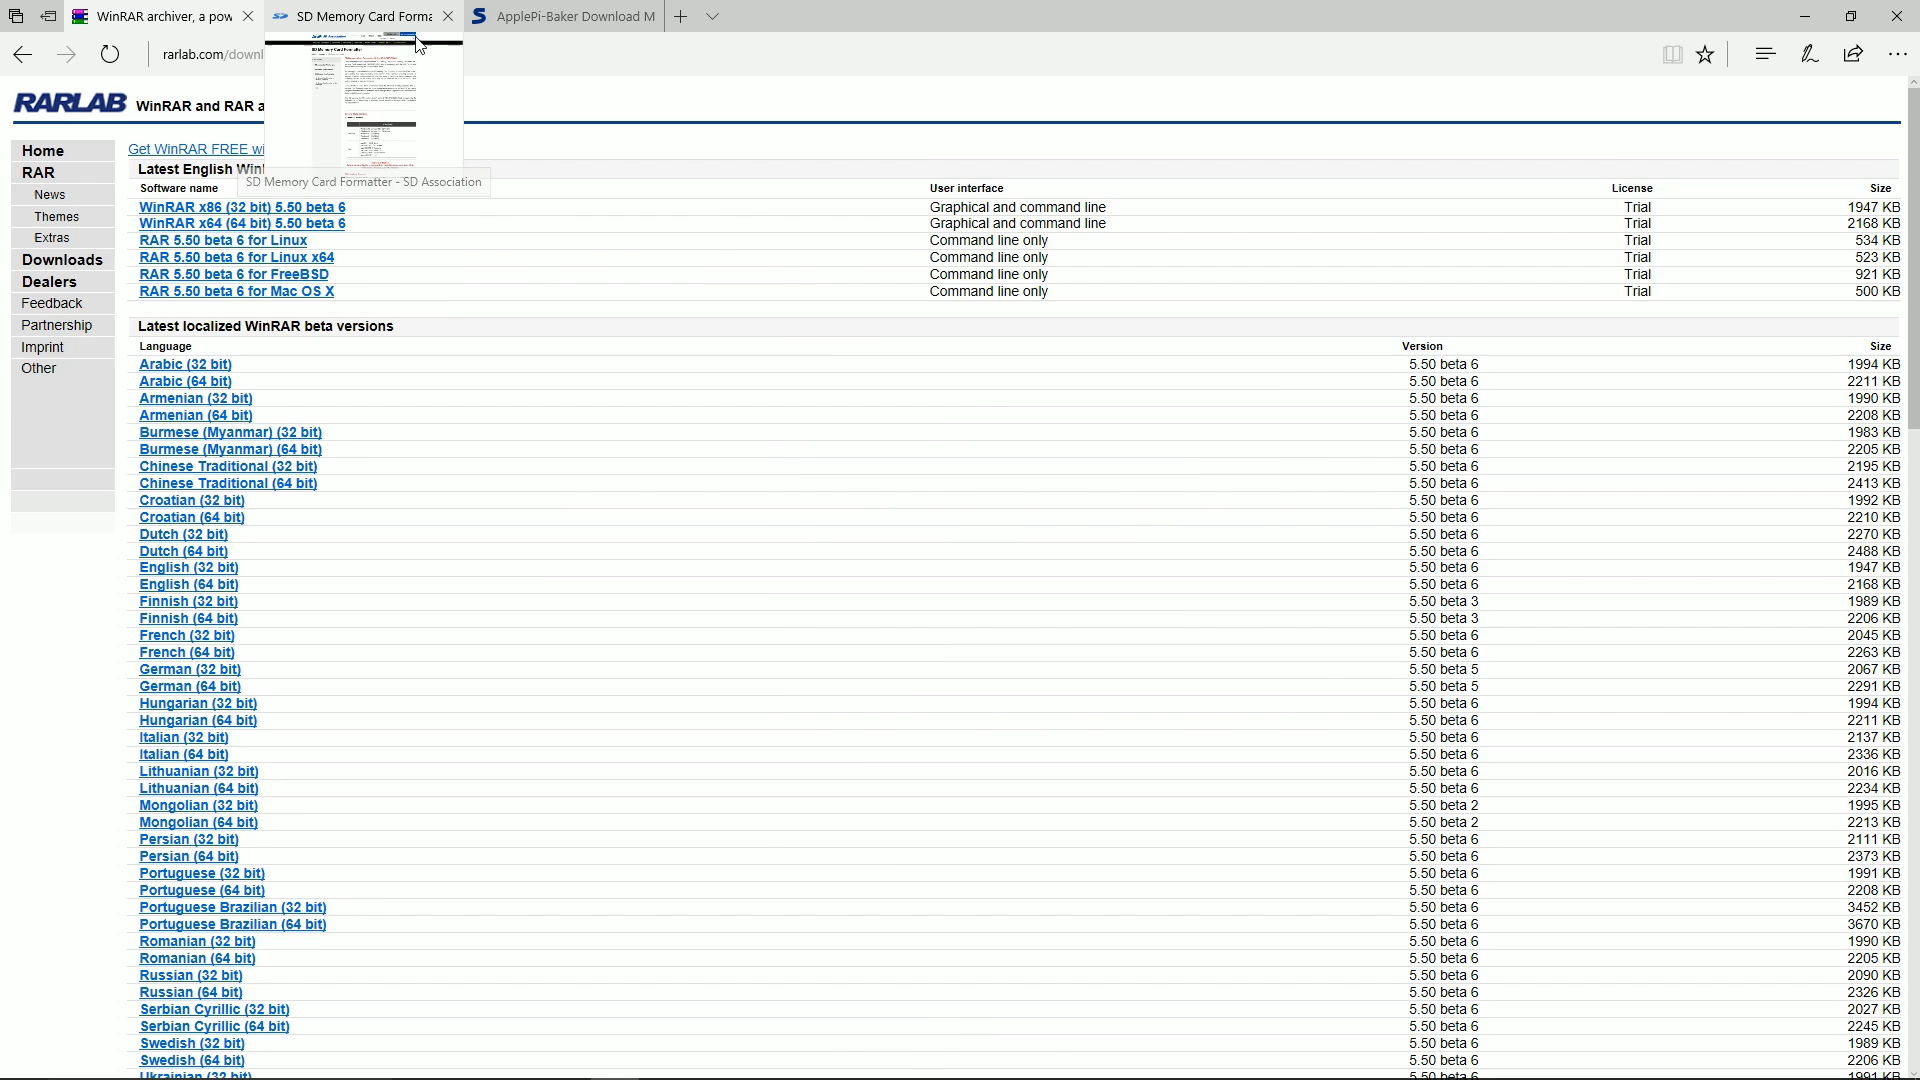 WinRAR archiver, a pow
SD Memory Card Forma
ApplePi-Baker Download M
rarlab.com/downl
RARLAB WinRAR and RAR a
Home
RAR
News
Themes
Extras
Downloads
Dealers
Feedback
Partnership
Imprint
Other
SD Memory Card Formatter - SD Association
Get WinRAR FREE wi
Latest English Win
Software name User interface License Size
WinRAR x86 (32 bit) 5.50 beta 6 Graphical and command line Trial 1947 KB
WinRAR x64 (64 bit) 5.50 beta 6 Graphical and command line Trial 2168 KB
RAR 5.50 beta 6 for Linux Command line only Trial 534 KB
RAR 5.50 beta 6 for Linux x64 Command line only Trial 523 KB
RAR 5.50 beta 6 for FreeBSD Command line only Trial 921 KB
RAR 5.50 beta 6 for Mac OS X Command line only Trial 500 KB
Latest localized WinRAR beta versions
Language Version Size
Arabic (32 bit) 5.50 beta 6 1994 KB
Arabic (64 bit) 5.50 beta 6 2211 KB
Armenian (32 bit) 5.50 beta 6 1990 KB
Armenian (64 bit) 5.50 beta 6 2208 KB
Burmese (Myanmar) (32 bit) 5.50 beta 6 1983 KB
Burmese (Myanmar) (64 bit) 5.50 beta 6 2205 KB
Chinese Traditional (32 bit) 5.50 beta 6 2195 KB
Chinese Traditional (64 bit) 5.50 beta 6 2413 KB
Croatian (32 bit) 5.50 beta 6 1992 KB
Croatian (64 bit) 5.50 beta 6 2210 KB
Dutch (32 bit) 5.50 beta 6 2270 KB
Dutch (64 bit) 5.50 beta 6 2488 KB
English (32 bit) 5.50 beta 6 1947 KB
English (64 bit) 5.50 beta 6 2168 KB
Finnish (32 bit) 5.50 beta 3 1989 KB
Finnish (64 bit) 5.50 beta 3 2206 KB
French (32 bit) 5.50 beta 6 2045 KB
French (64 bit) 5.50 beta 6 2263 KB
German (32 bit) 5.50 beta 5 2067 KB
German (64 bit) 5.50 beta 5 2291 KB
Hungarian (32 bit) 5.50 beta 6 1994 KB
Hungarian (64 bit) 5.50 beta 6 2211 KB
Italian (32 bit) 5.50 beta 6 2137 KB
Italian (64 bit) 5.50 beta 6 2336 KB
Lithuanian (32 bit) 5.50 beta 6 2016 KB
Lithuanian (64 bit) 5.50 beta 6 2234 KB
Mongolian (32 bit) 5.50 beta 2 1995 KB
Mongolian (64 bit) 5.50 beta 2 2213 KB
Persian (32 bit) 5.50 beta 6 2111 KB
Persian (64 bit) 5.50 beta 6 2373 KB
Portuguese (32 bit) 5.50 beta 6 1991 KB
Portuguese (64 bit) 5.50 beta 6 2208 KB
Portuguese Brazilian (32 bit) 5.50 beta 6 3452 KB
Portuguese Brazilian (64 bit) 5.50 beta 6 3670 KB
Romanian (32 bit) 5.50 beta 6 1990 KB
Romanian (64 bit) 5.50 beta 6 2205 KB
Russian (32 bit) 5.50 beta 6 2090 KB
Russian (64 bit) 5.50 beta 6 2326 KB
Serbian Cyrillic (32 bit) 5.50 beta 6 2027 KB
Serbian Cyrillic (64 bit) 5.50 beta 6 2245 KB
Swedish (32 bit) 5.50 beta 6 1989 KB
Swedish (64 bit) 5.50 beta 6 2206 KB
Ukrainian (32 bit) 5.50 beta 6 1991 KB